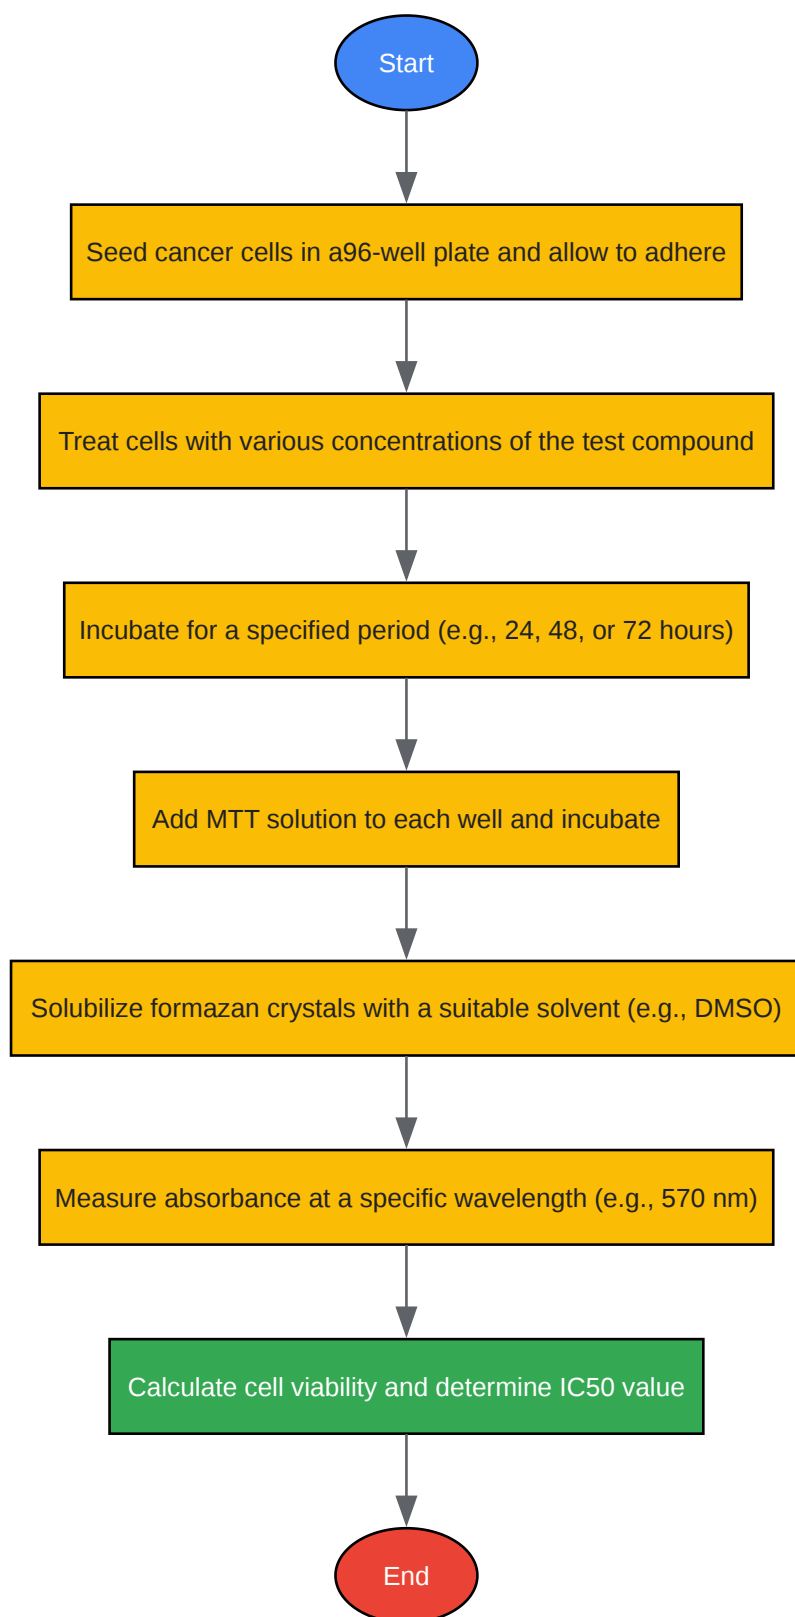 Start
Seed cancer cells in a96-well plate and allow to adhere
Treat cells with various concentrations of the test compound
Incubate for a specified period (e.g., 24, 48, or 72 hours)
Add MTT solution to each well and incubate
Solubilize formazan crystals with a suitable solvent (e.g., DMSO)
Measure absorbance at a specific wavelength (e.g., 570 nm)
Calculate cell viability and determine IC50 value
End